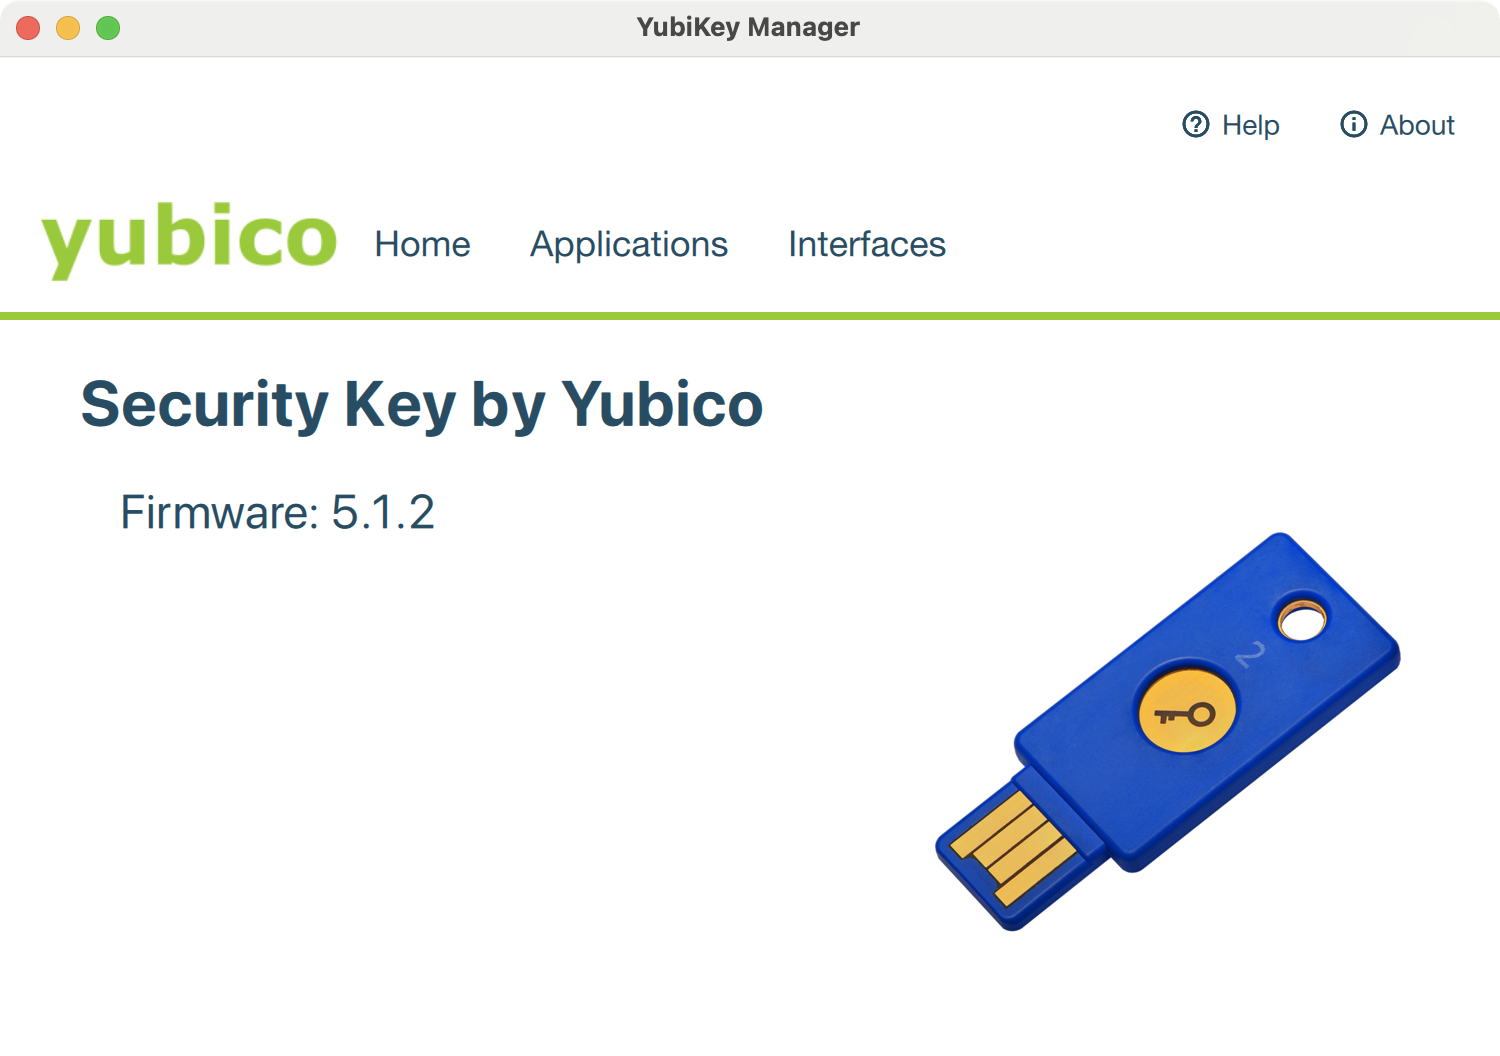 YubiKey Manager
Help
About
yubico
Home
Applications
Interfaces
Security Key by Yubico
Firmware: 5.1.2
2